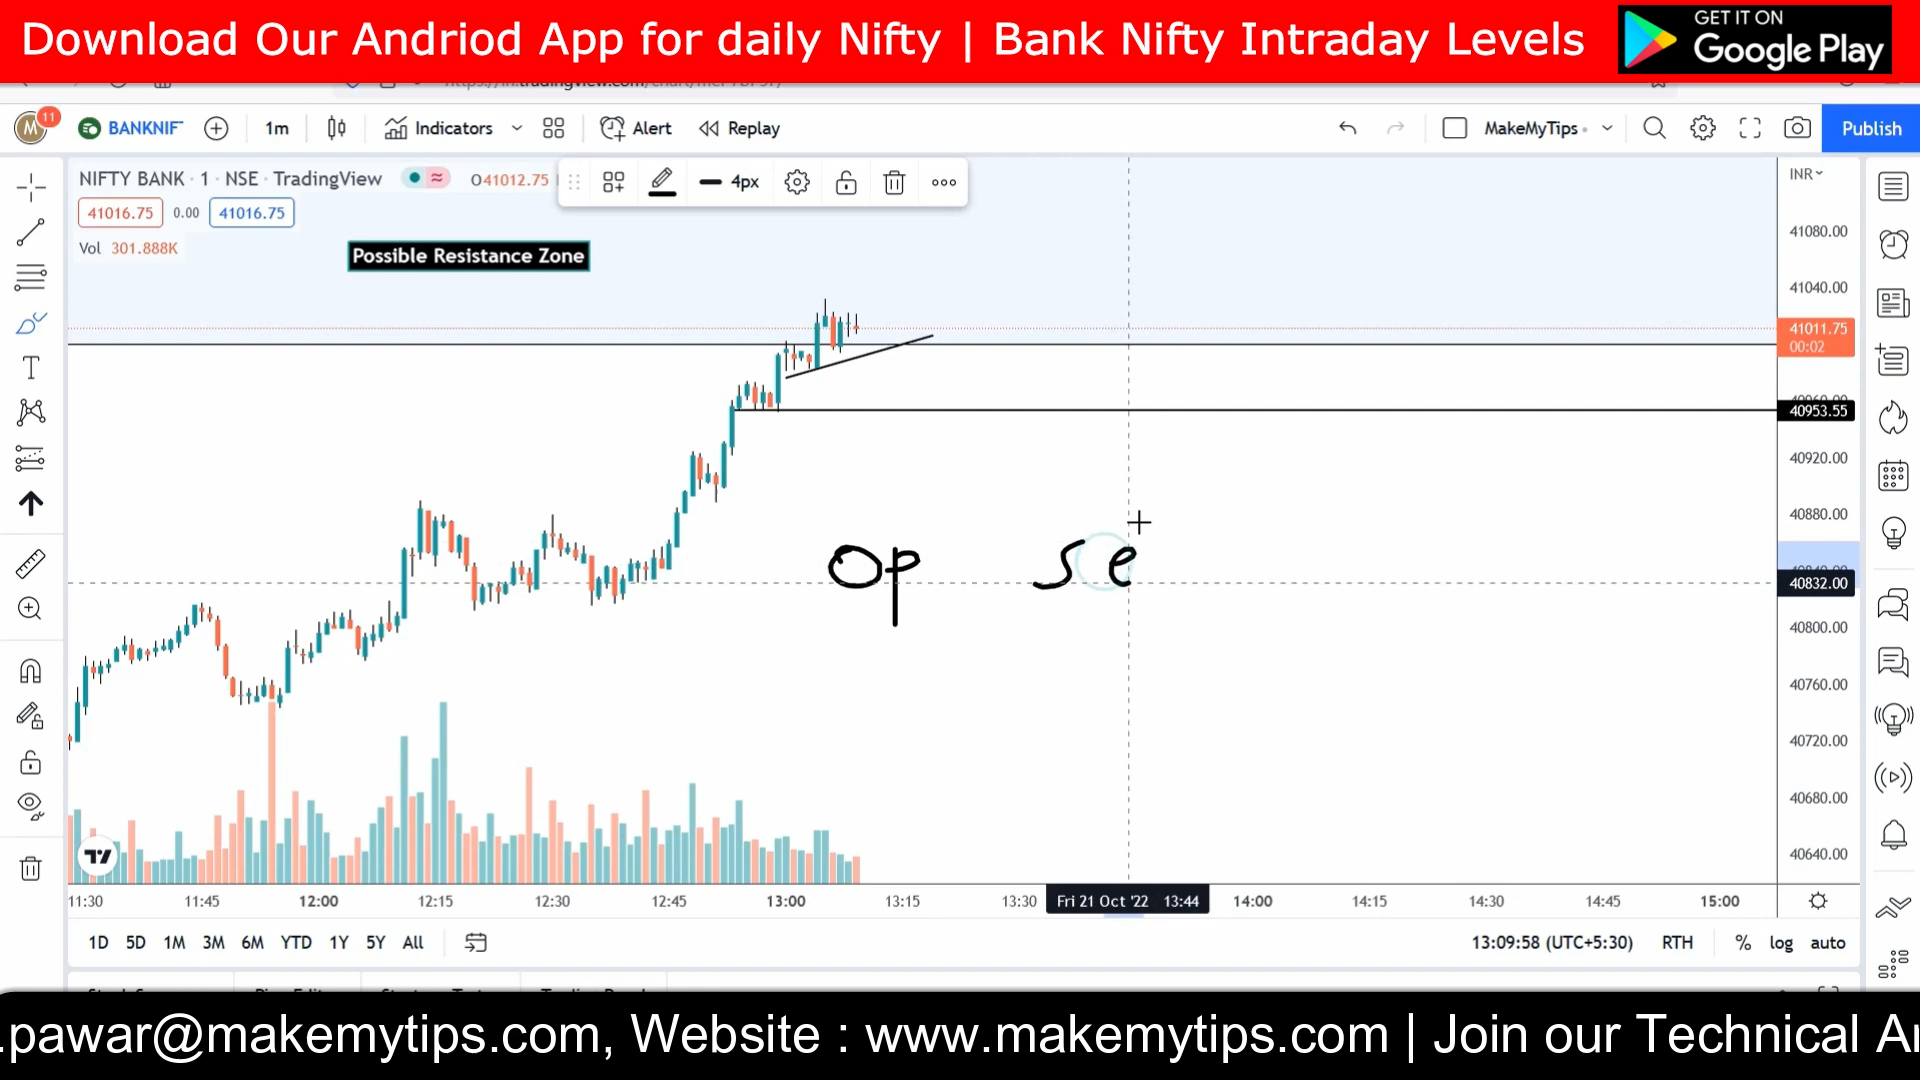 Download Our Andriod App for daily Nifty | Bank Nifty Intraday Levels GET IT ON Google Play
M 11 BANKNIF 1m Indicators Alert Replay MakeMyTips Publish
NIFTY BANK · 1 · NSE · TradingView O41012.75 4px INR
41016.75 0.00 41016.75
Vol 301.888K
Possible Resistance Zone
41080.00
41040.00
41011.75
00:02
40953.55
40920.00
40880.00
40832.00
40800.00
40760.00
40720.00
40680.00
40640.00
Op se
11:30 11:45 12:00 12:15 12:30 12:45 13:00 13:15 13:30 Fri 21 Oct '22 13:44 14:00 14:15 14:30 14:45 15:00
1D 5D 1M 3M 6M YTD 1Y 5Y All 13:09:58 (UTC+5:30) RTH % log auto
.pawar@makemytips.com, Website : www.makemytips.com | Join our Technical